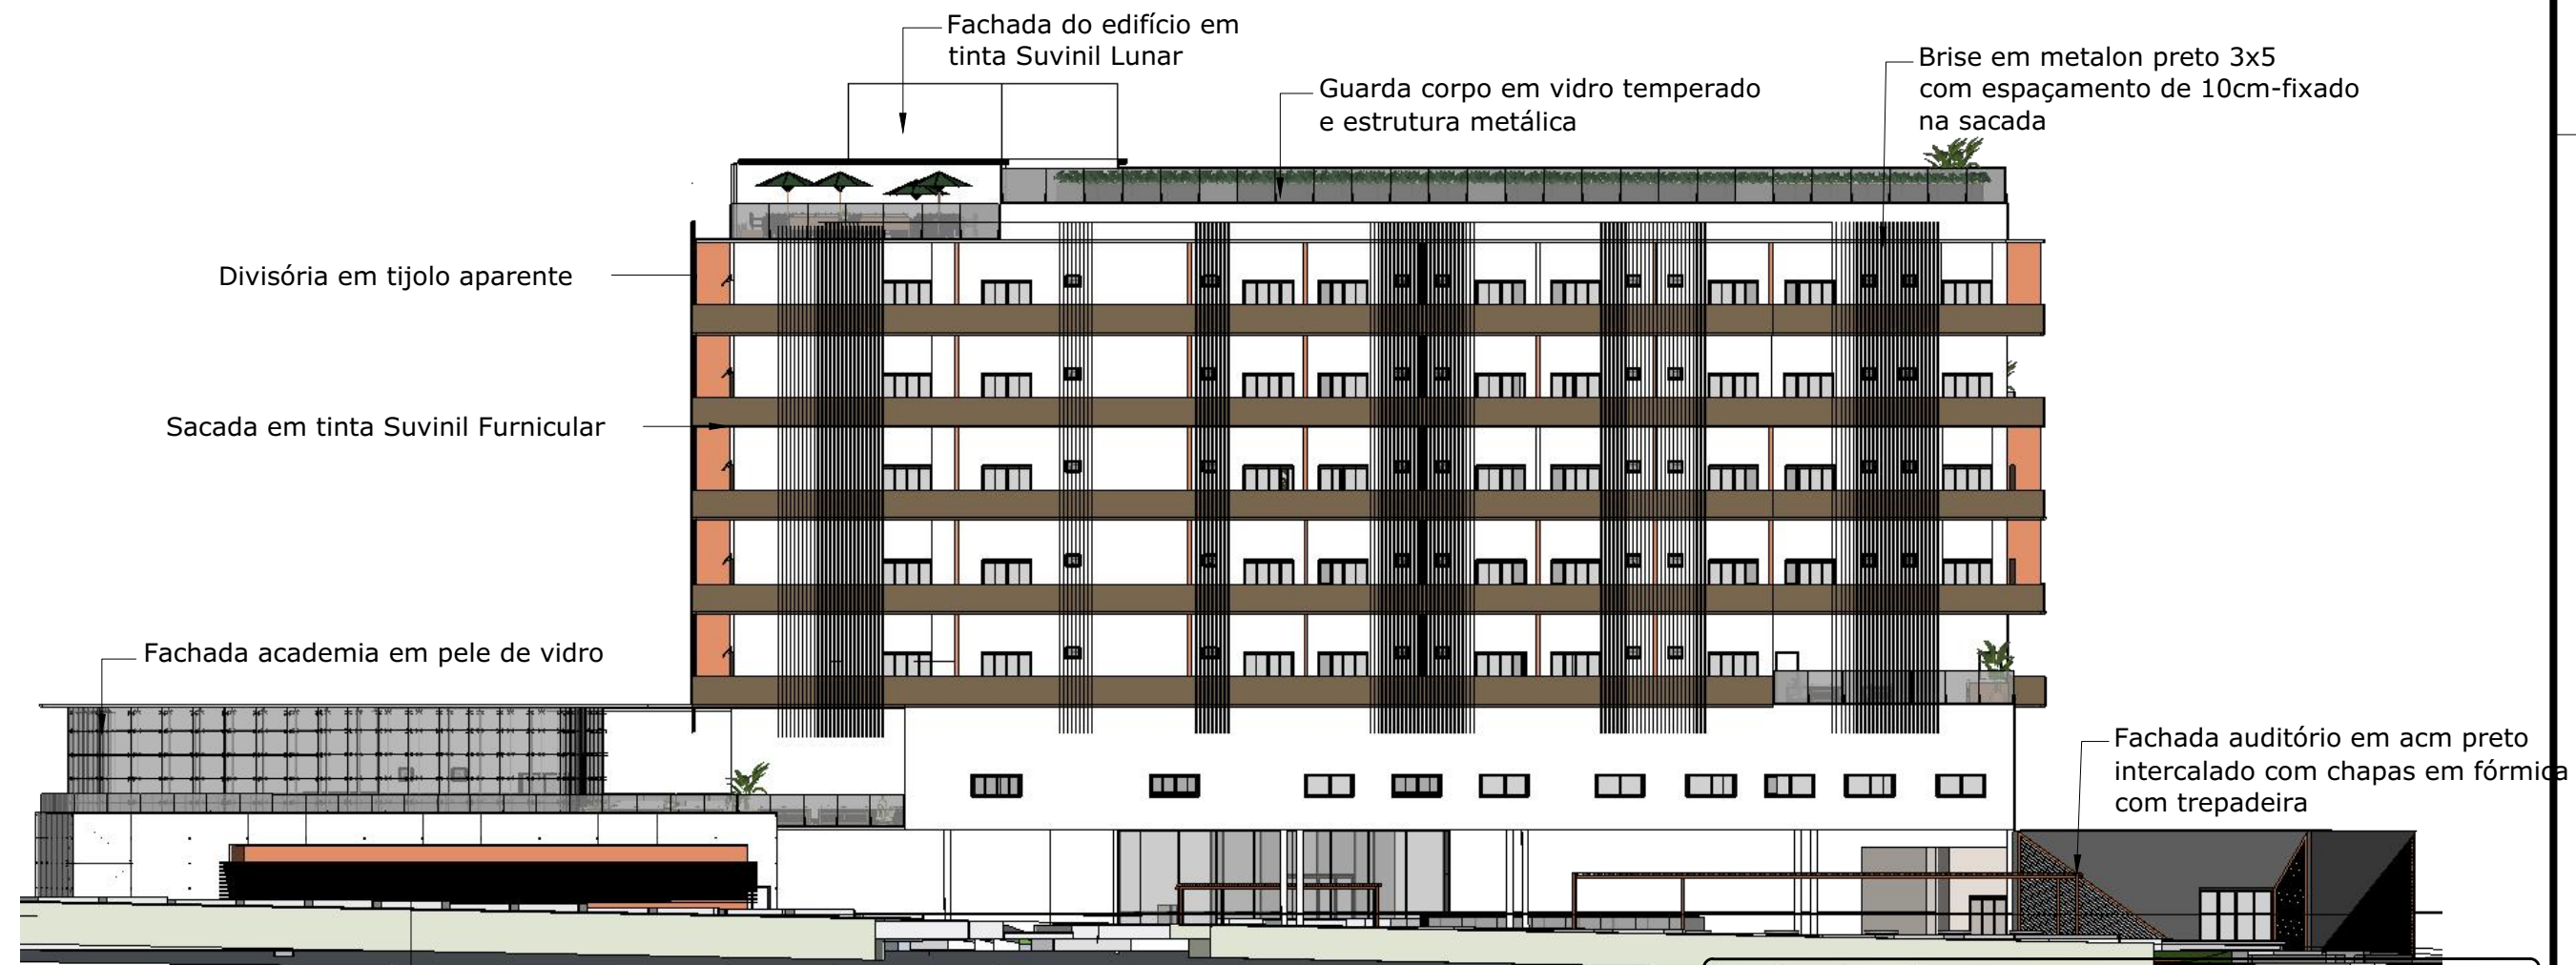 Fachada do edifício em
tinta Suvinil Lunar
Guarda corpo em vidro temperado
e estrutura metálica
Brise em metalon preto 3x5
com espaçamento de 10cm-fixado
na sacada
Divisória em tijolo aparente
Sacada em tinta Suvinil Furnicular
Fachada academia em pele de vidro
Fachada auditório em acm preto
intercalado com chapas em fórmica
com trepadeira